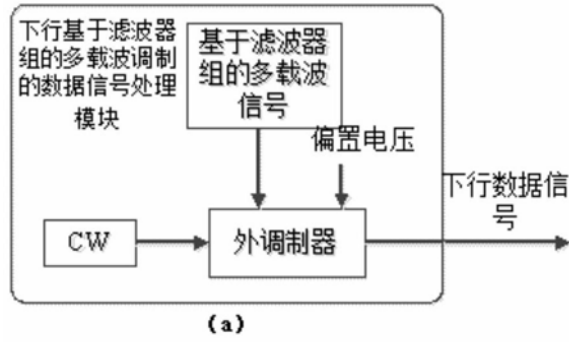 下行基于滤波器
组的多载波调制
的数据信号处理
模块
基于滤波器
组的多载波
信号
偏置电压
下行数据信
号
CW
外调制器
(a)